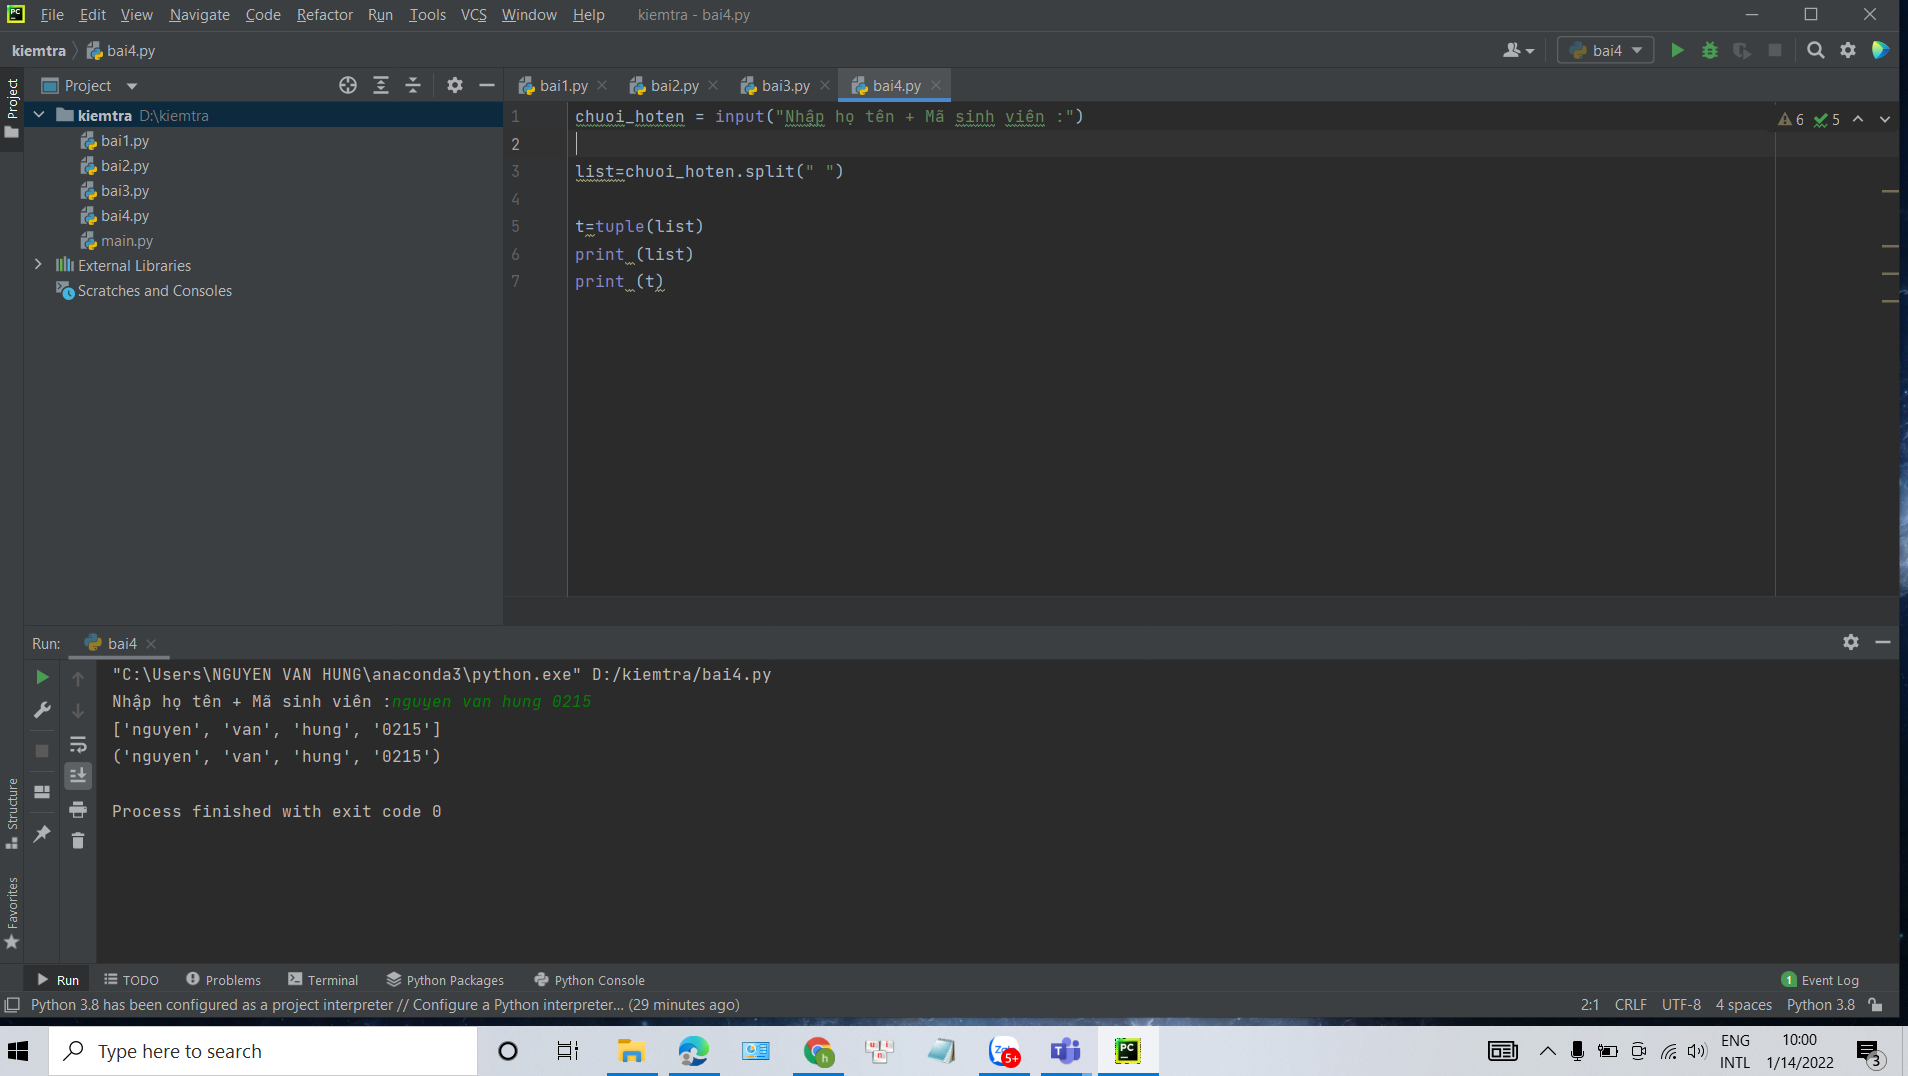 PC File Edit View Navigate Code Refactor Run Tools VCS Window Help kiemtra - bai4.py
kiemtra bai4.py
bai4
Project
Project
bai1.py bai2.py bai3.py bai4.py
kiemtra D:\kiemtra
bai1.py
bai2.py
bai3.py
bai4.py
main.py
External Libraries
Scratches and Consoles
1 chuoi_hoten = input("Nhập họ tên + Mã sinh viên :")
2
3 list=chuoi_hoten.split(" ")
4
5 t=tuple(list)
6 print (list)
7 print (t)
6 5
Run: bai4
"C:\Users\NGUYEN VAN HUNG\anaconda3\python.exe" D:/kiemtra/bai4.py
Nhập họ tên + Mã sinh viên :nguyen van hung 0215
['nguyen', 'van', 'hung', '0215']
('nguyen', 'van', 'hung', '0215')
Process finished with exit code 0
Structure
Favorites
Run TODO Problems Terminal Python Packages Python Console 1 Event Log
Python 3.8 has been configured as a project interpreter // Configure a Python interpreter... (29 minutes ago) 2:1 CRLF UTF-8 4 spaces Python 3.8
Type here to search
h
u n i
5+
PC
ENG
INTL
10:00
1/14/2022
3